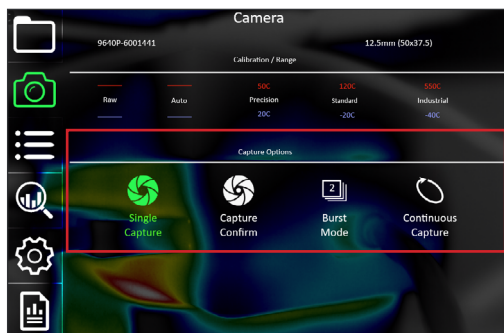 Camera
9640P-6001441 12.5mm (50x37.5)
Calibration / Range
50C 120C 550C
Raw Auto Precision Standard Industrial
20C -20C -40C
Capture Options
2
Single Capture Burst Continuous
Capture Confirm Mode Capture